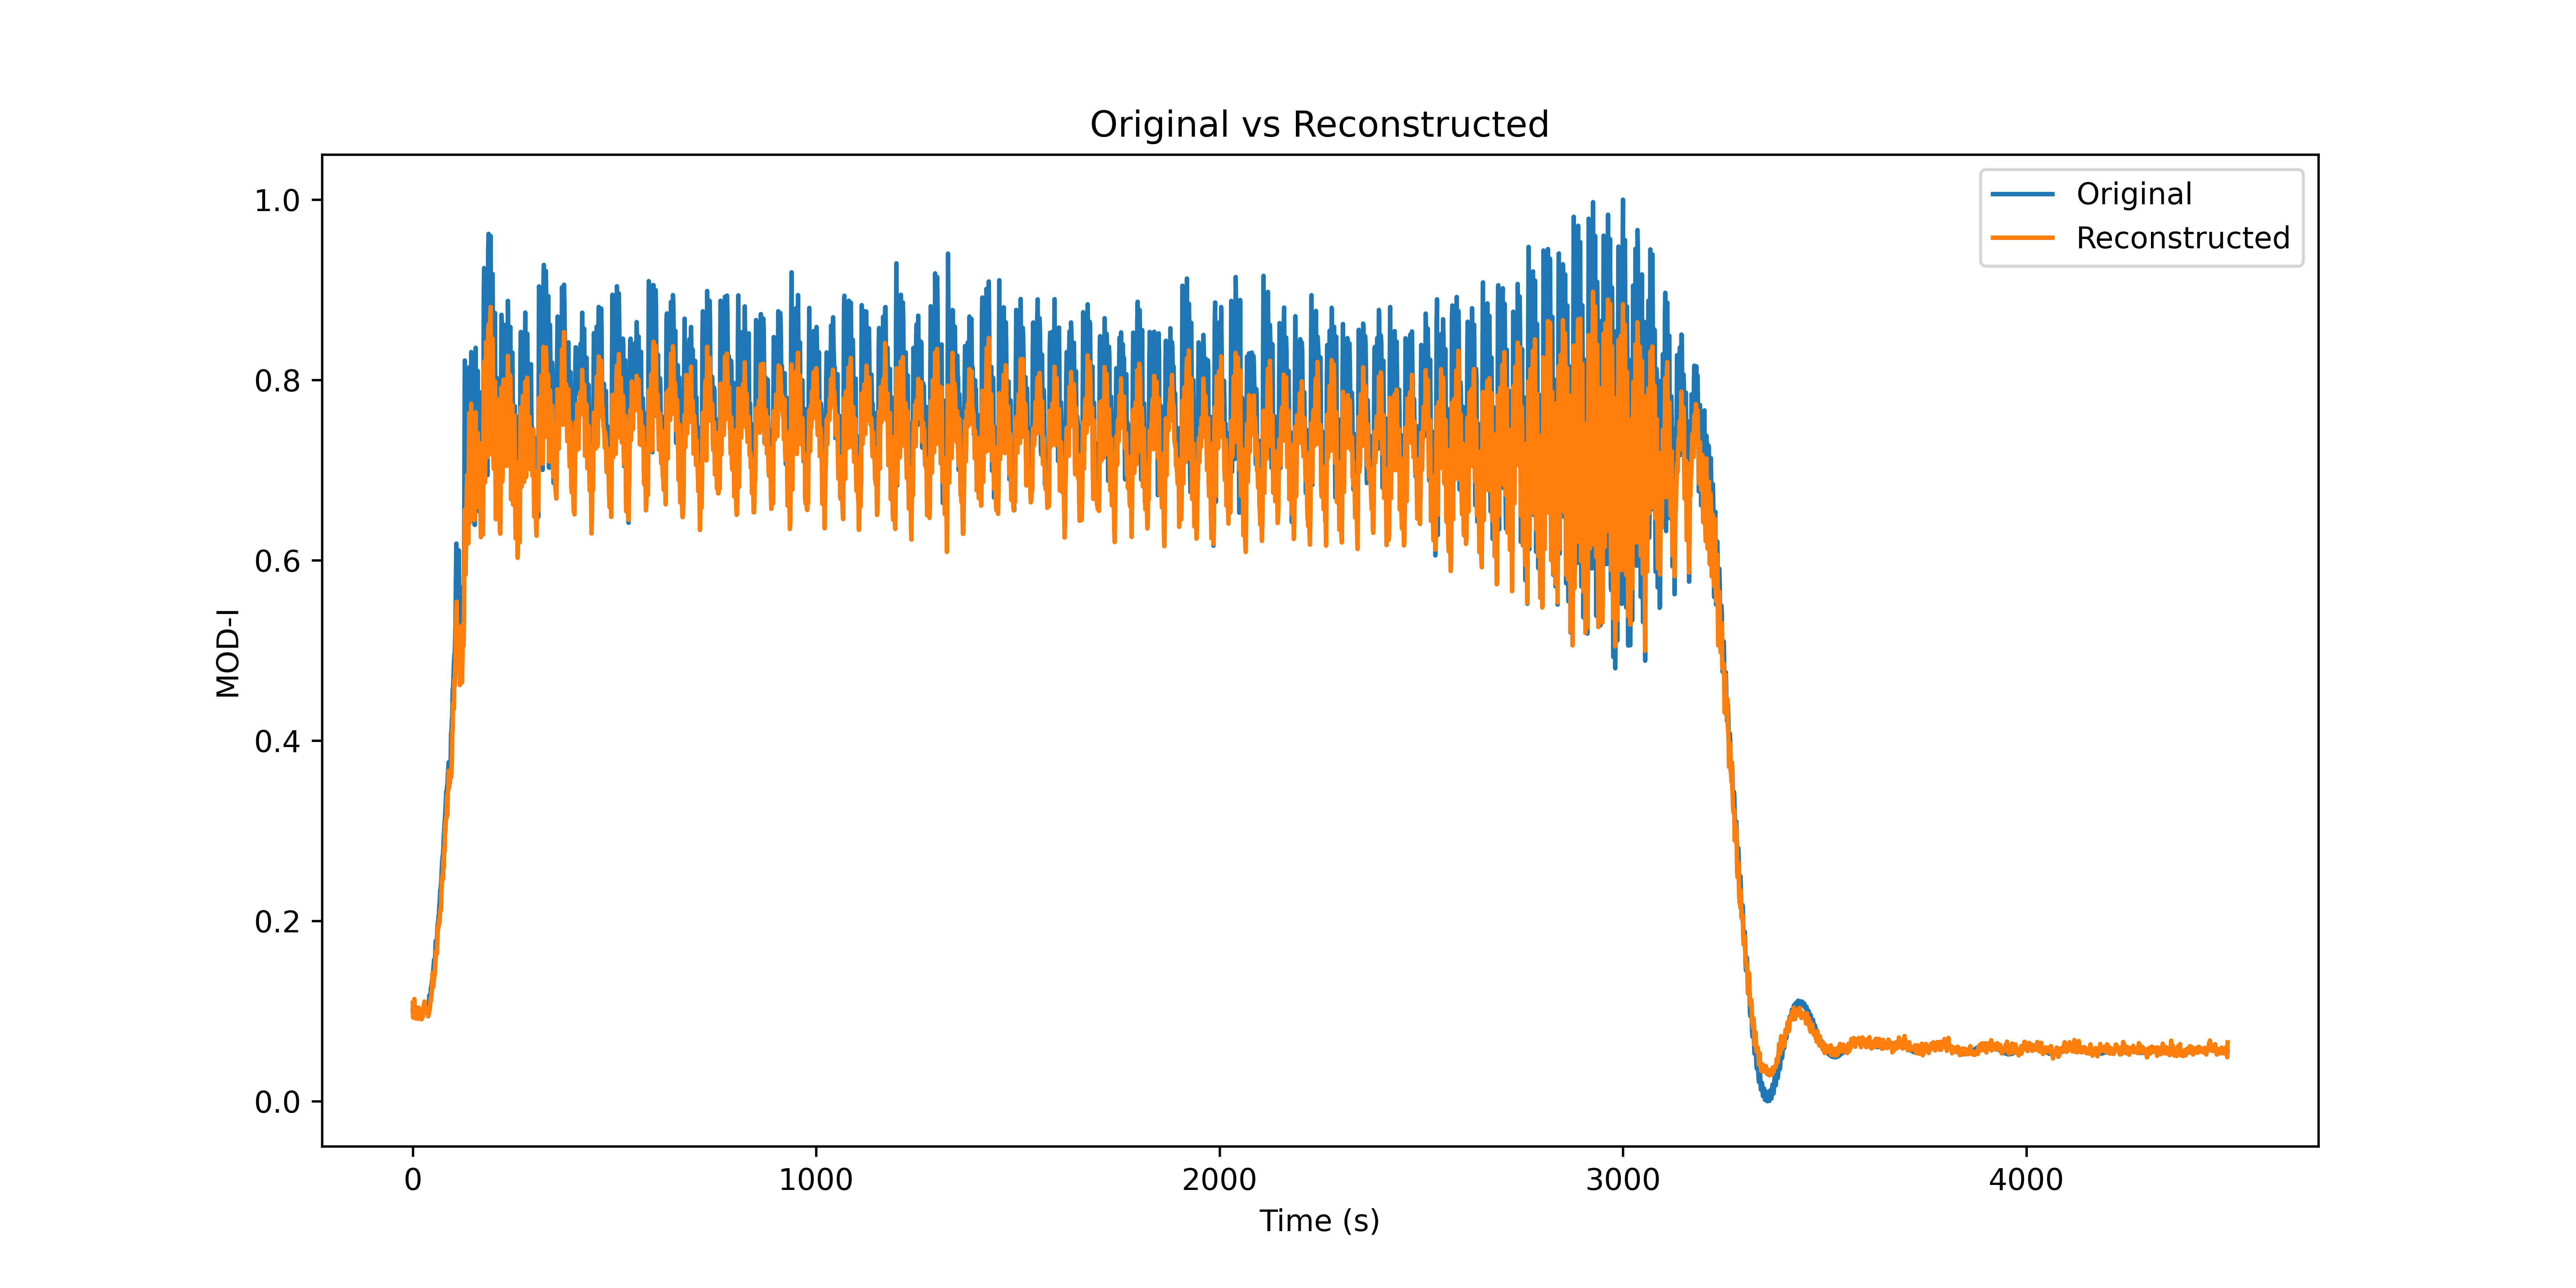 Original vs Reconstructed
Original
Reconstructed
1.0
0.8
0.6
0.4
0.2
0.0
MOD-I
0 1000 2000 3000 4000
Time (s)